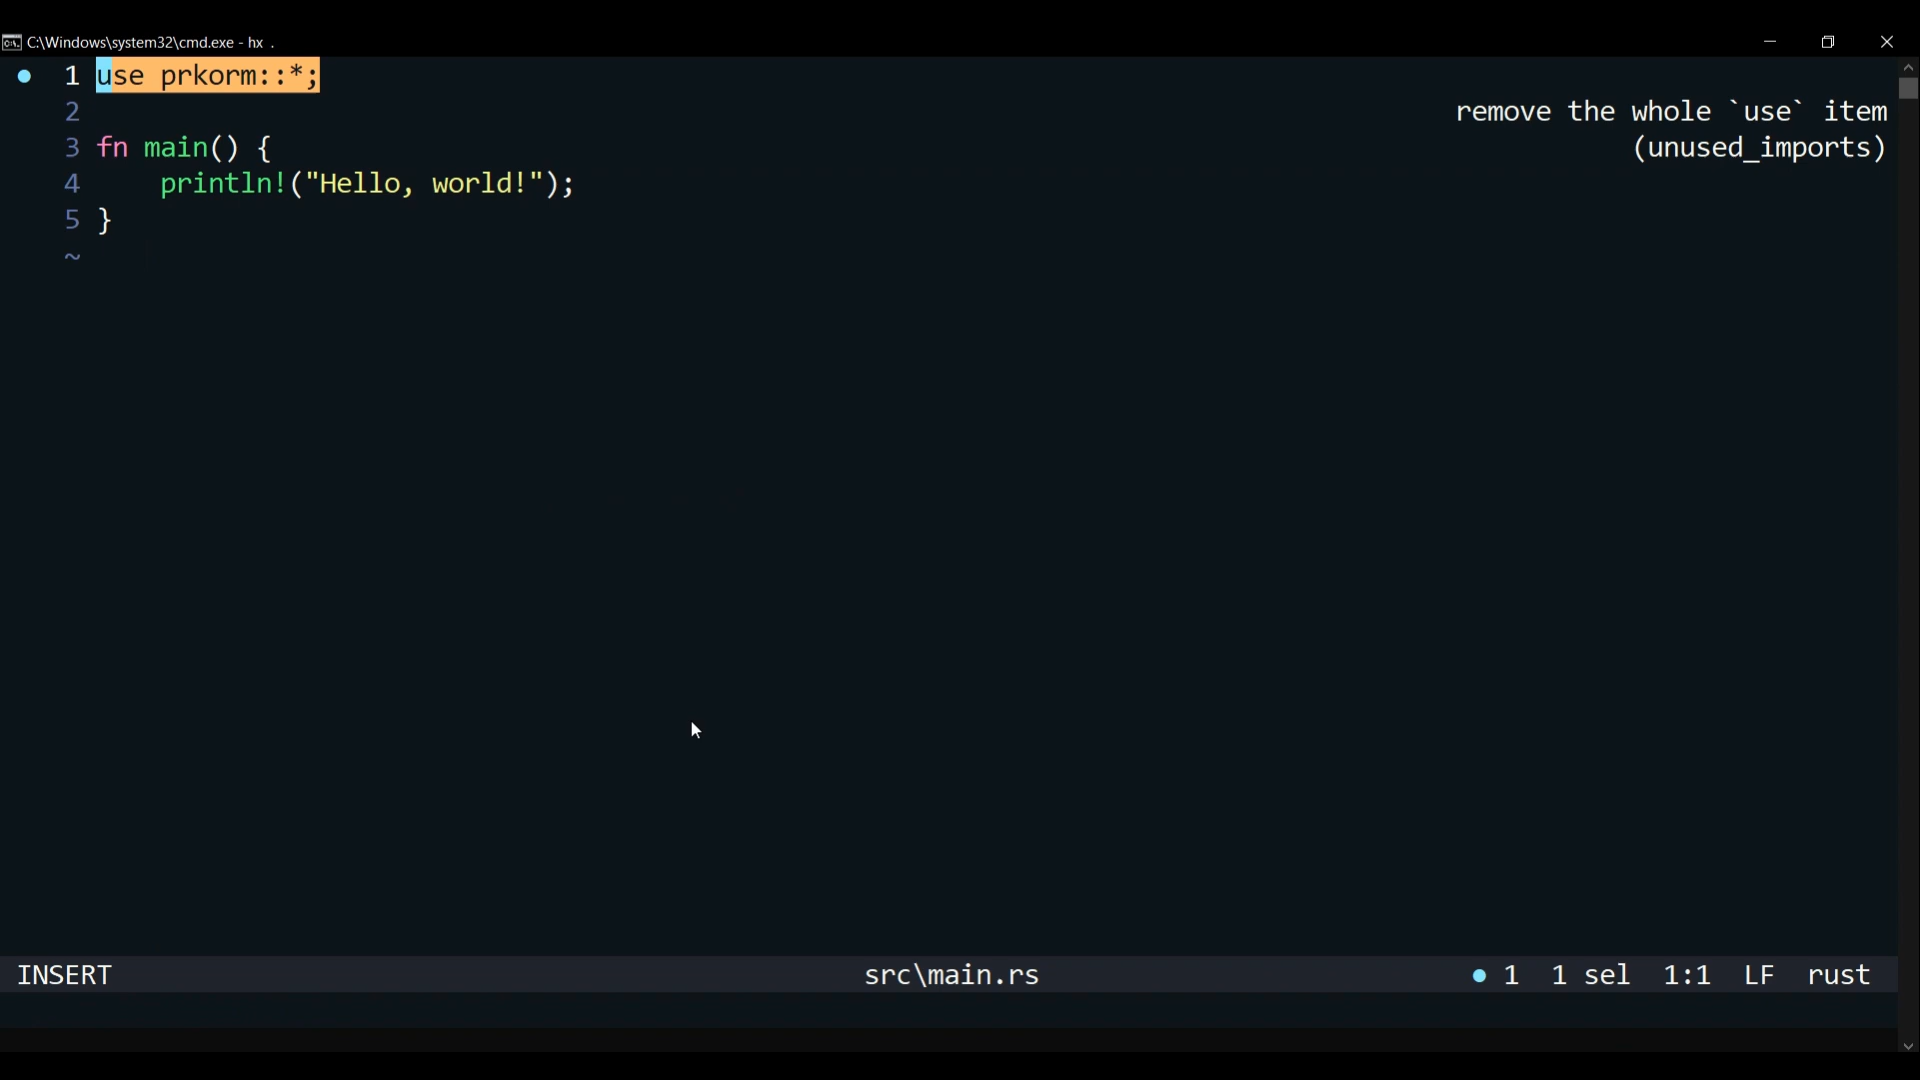 C:\Windows\system32\cmd.exe - hx .
1 use prkorm::*;
2
remove the whole `use` item
3 fn main() {
(unused_imports)
4     println!("Hello, world!");
5 }
~
INSERT src\main.rs ● 1 1 sel 1:1 LF rust